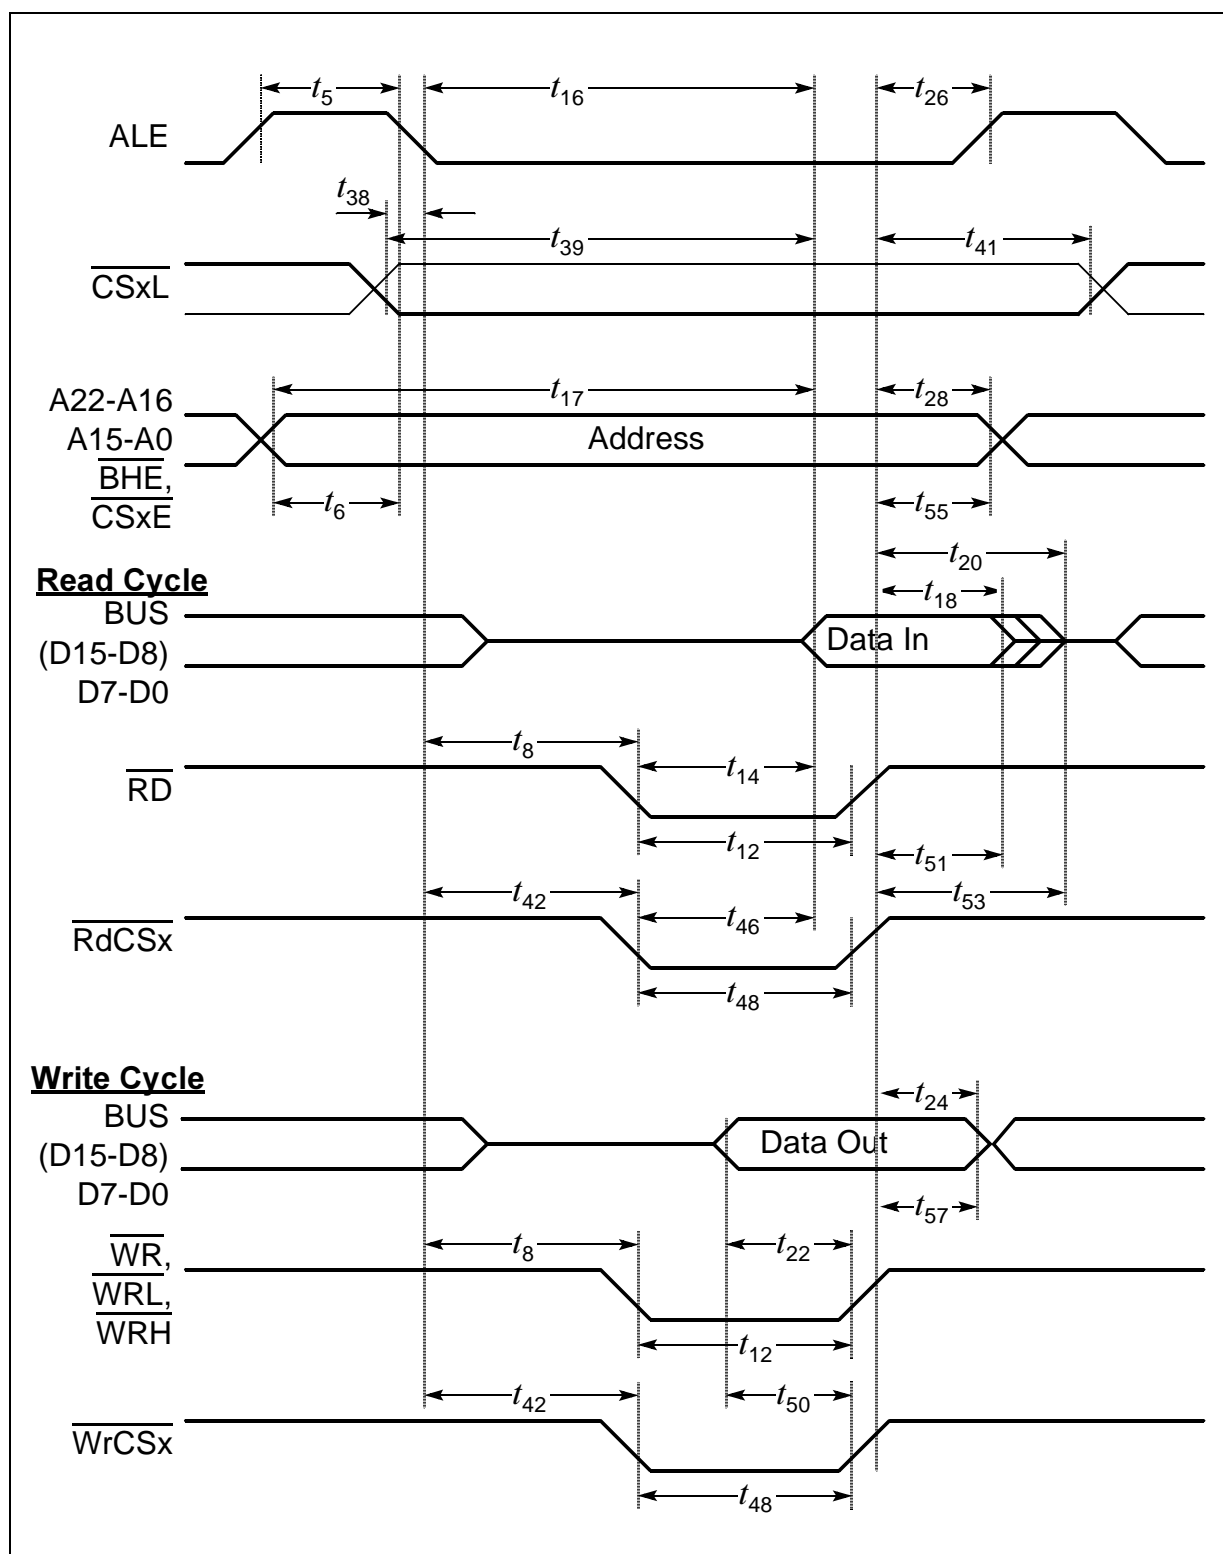 t5
t16
t26
ALE
t38
t39
t41
CSxL
t17
t28
A22-A16
A15-A0
Address
BHE,
CSxE
t6
t55
t20
Read Cycle
t18
BUS
(D15-D8)
Data In
D7-D0
t8
t14
RD
t12
t51
t42
t53
t46
RdCSx
t48
Write Cycle
t24
BUS
(D15-D8)
Data Out
D7-D0
t57
t8
t22
WR,
WRL,
WRH
t12
t42
t50
WrCSx
t48